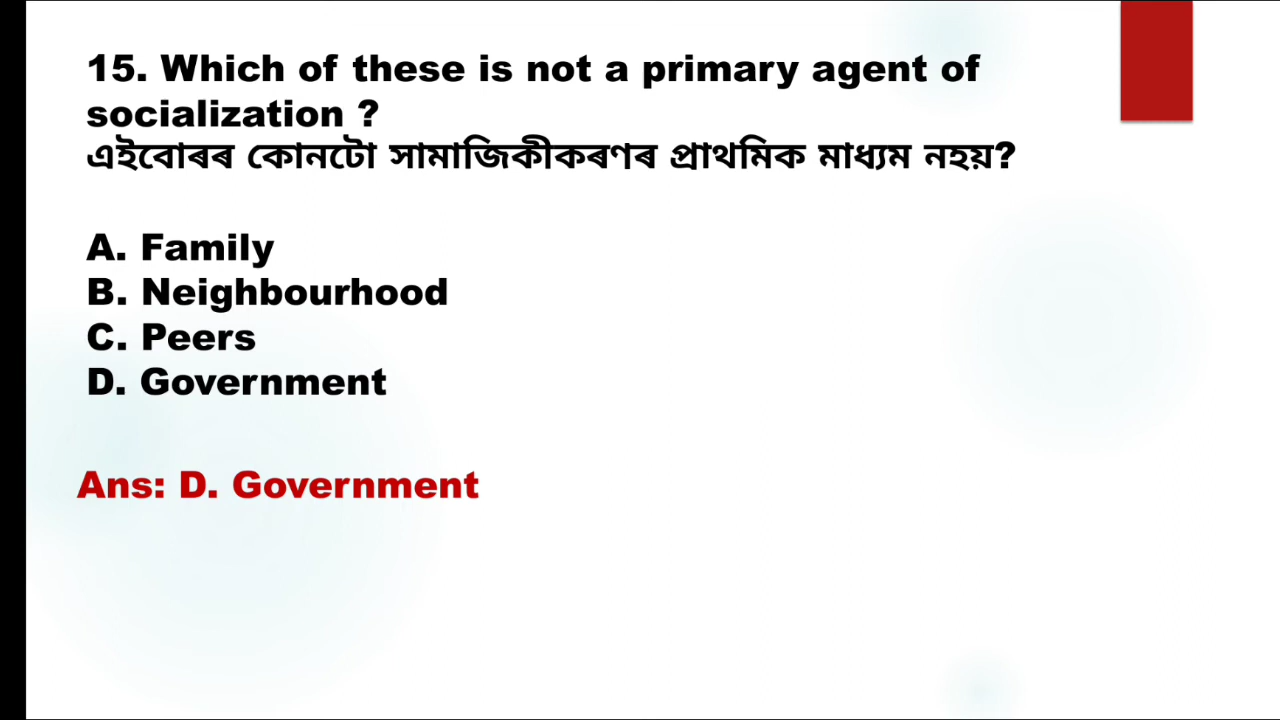 15. Which of these is not a primary agent of
socialization ?
এইবোৰৰ কোনটো সামাজিকীকৰণৰ প্ৰাথমিক মাধ্যম নহয়?
A. Family
B. Neighbourhood
C. Peers
D. Government
Ans: D. Government